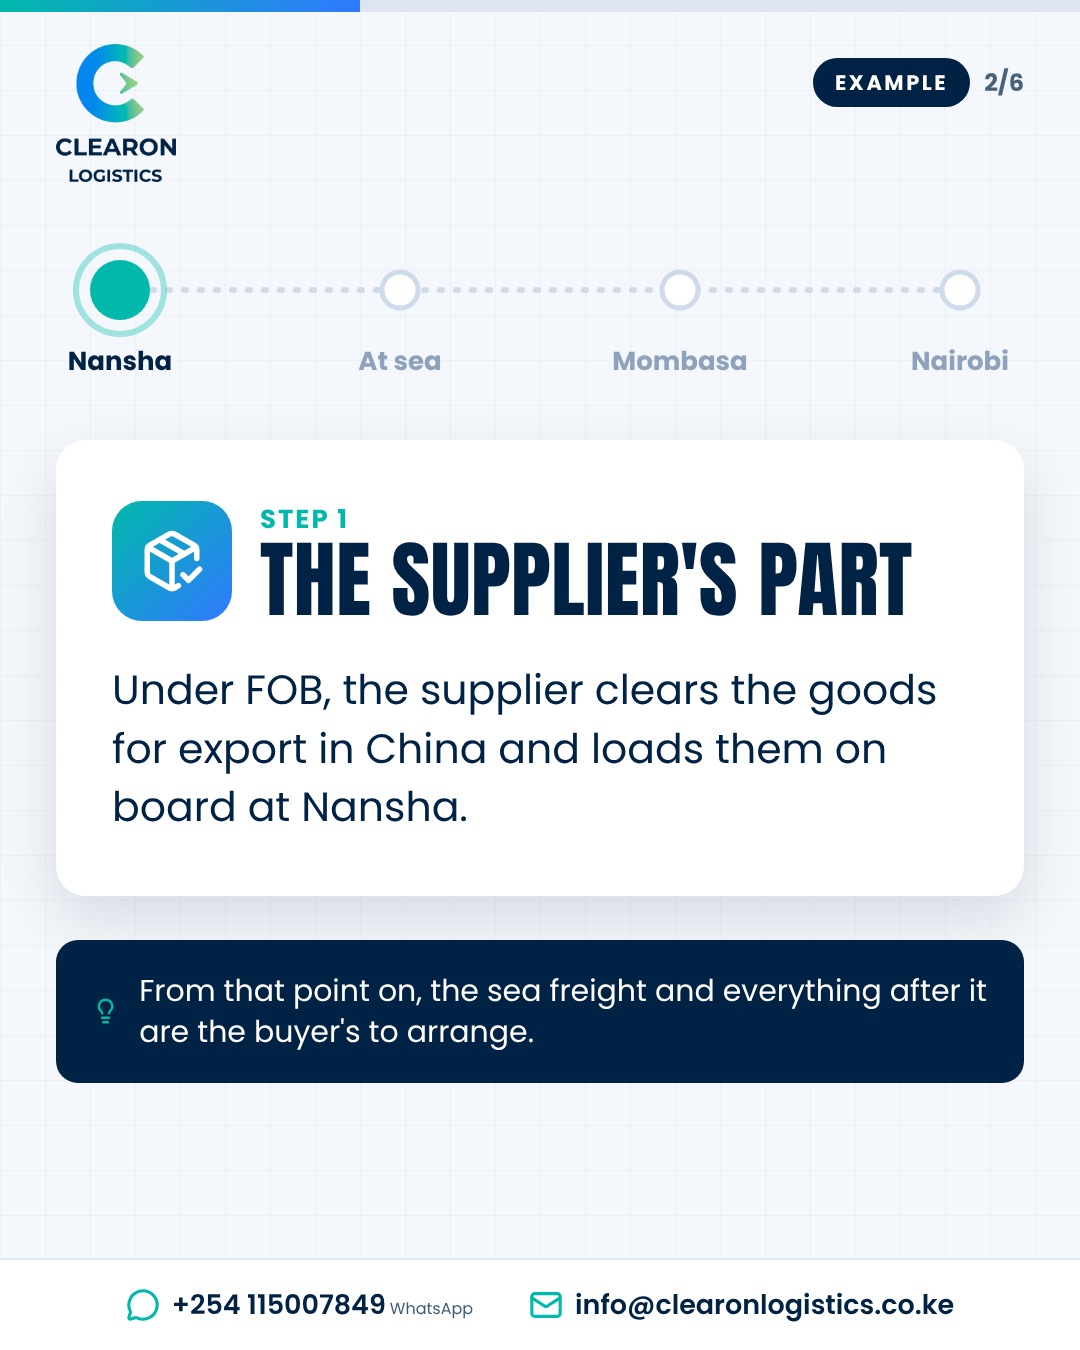 CLEARON
LOGISTICS
EXAMPLE 2/6
Nansha At sea Mombasa Nairobi
STEP 1
THE SUPPLIER'S PART
Under FOB, the supplier clears the goods
for export in China and loads them on
board at Nansha.
From that point on, the sea freight and everything after it
are the buyer's to arrange.
+254 115007849 WhatsApp info@clearonlogistics.co.ke